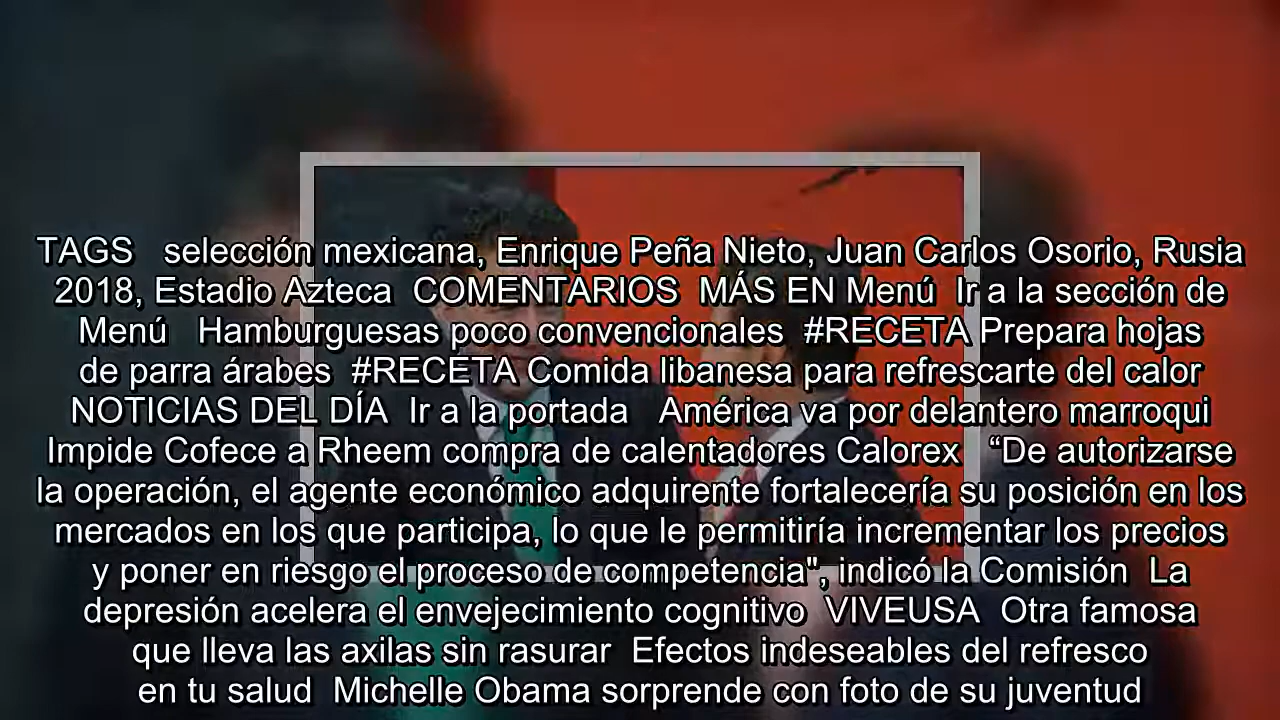 TAGS   selección mexicana, Enrique Peña Nieto, Juan Carlos Osorio, Rusia
2018, Estadio Azteca  COMENTARIOS  MÁS EN Menú  Ir a la sección de
Menú   Hamburguesas poco convencionales  #RECETA Prepara hojas
de parra árabes  #RECETA Comida libanesa para refrescarte del calor
NOTICIAS DEL DÍA  Ir a la portada   América va por delantero marroqui
Impide Cofece a Rheem compra de calentadores Calorex   “De autorizarse
la operación, el agente económico adquirente fortalecería su posición en los
mercados en los que participa, lo que le permitiría incrementar los precios
y poner en riesgo el proceso de competencia", indicó la Comisión  La
depresión acelera el envejecimiento cognitivo  VIVEUSA  Otra famosa
que lleva las axilas sin rasurar  Efectos indeseables del refresco
en tu salud  Michelle Obama sorprende con foto de su juventud